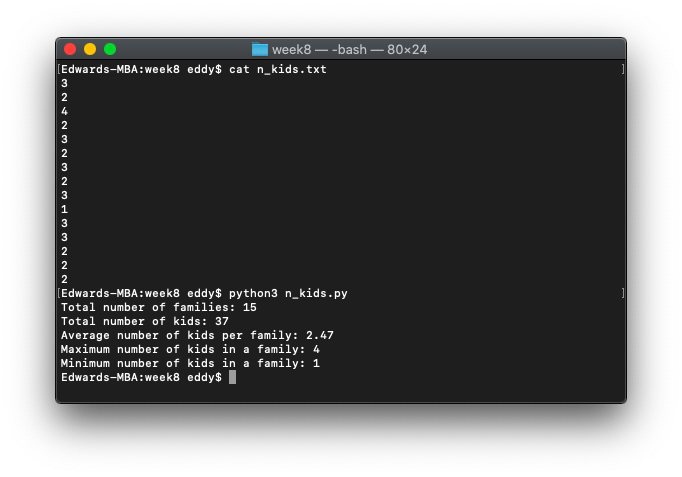 week8 — -bash — 80×24
[Edwards-MBA:week8 eddy$ cat n_kids.txt ]
3
2
4
2
3
2
3
2
3
1
3
3
2
2
2
[Edwards-MBA:week8 eddy$ python3 n_kids.py ]
Total number of families: 15
Total number of kids: 37
Average number of kids per family: 2.47
Maximum number of kids in a family: 4
Minimum number of kids in a family: 1
Edwards-MBA:week8 eddy$